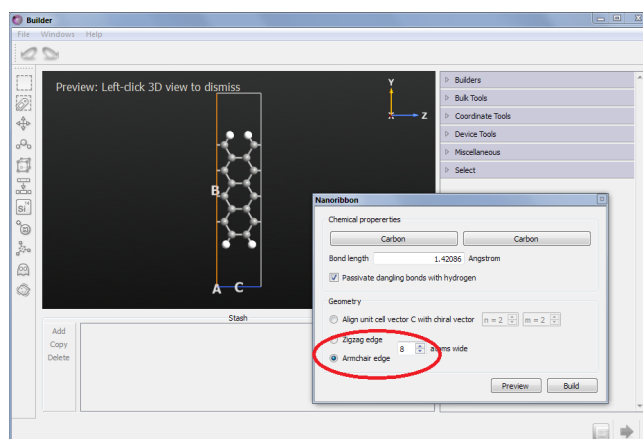 Builder
File Windows Help
Preview: Left-click 3D view to dismiss
Y
Z
B
A C
Si 14
Builders
Bulk Tools
Coordinate Tools
Device Tools
Miscellaneous
Select
Stash
Add
Copy
Delete
Nanoribbon
Chemical propererties
Carbon Carbon
Bond length 1.42086 Angstrom
Passivate dangling bonds with hydrogen
Geometry
Align unit cell vector C with chiral vector n = 2 m = 2
Zigzag edge
8 atoms wide
Armchair edge
Preview Build